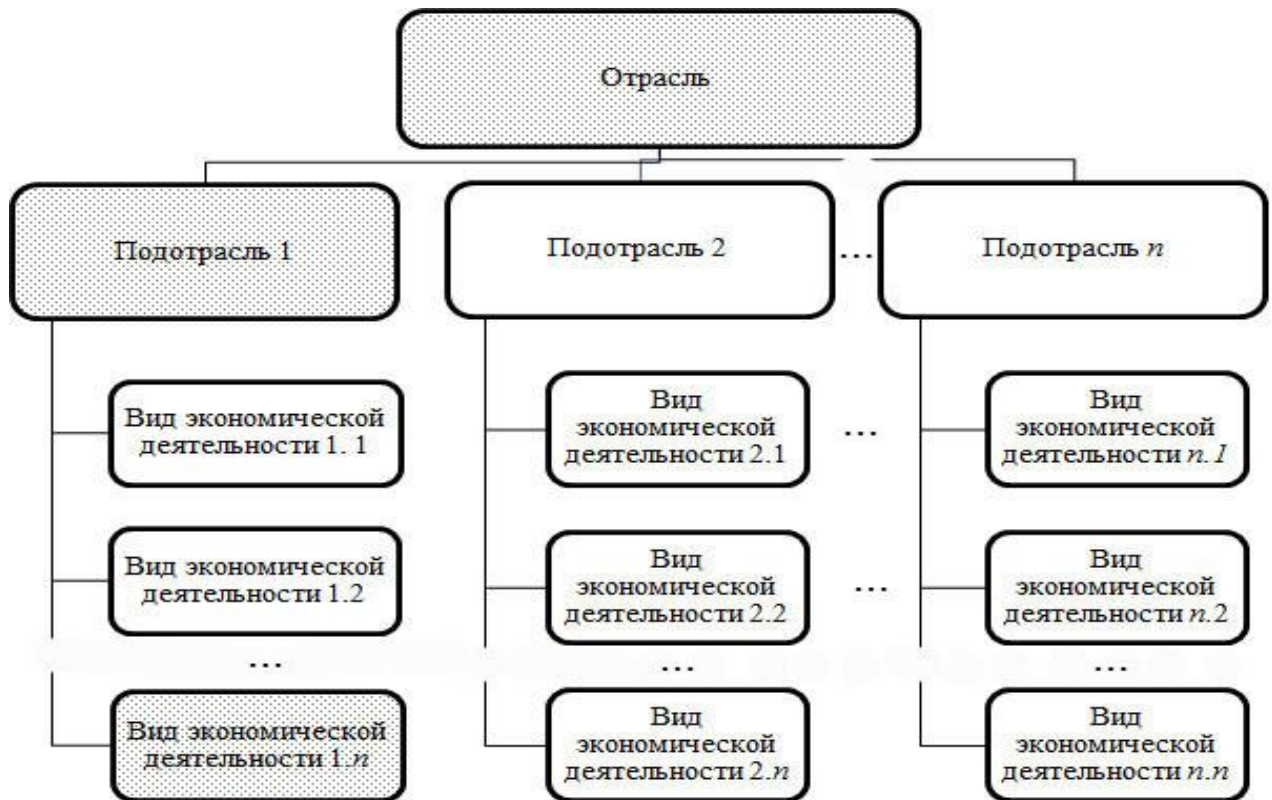 Отрасль
Подотрасль 1
Подотрасль 2
...
Подотрасль n
Вид экономической
деятельности 1. 1
Вид
экономической
деятельности 2.1
...
Вид
экономической
деятельности n.1
Вид экономической
деятельности 1.2
Вид
экономической
деятельности 2.2
...
Вид
экономической
деятельности n.2
...
...
...
Вид экономической
деятельности 1.n
Вид
экономической
деятельности 2.n
Вид
экономической
деятельности n.n